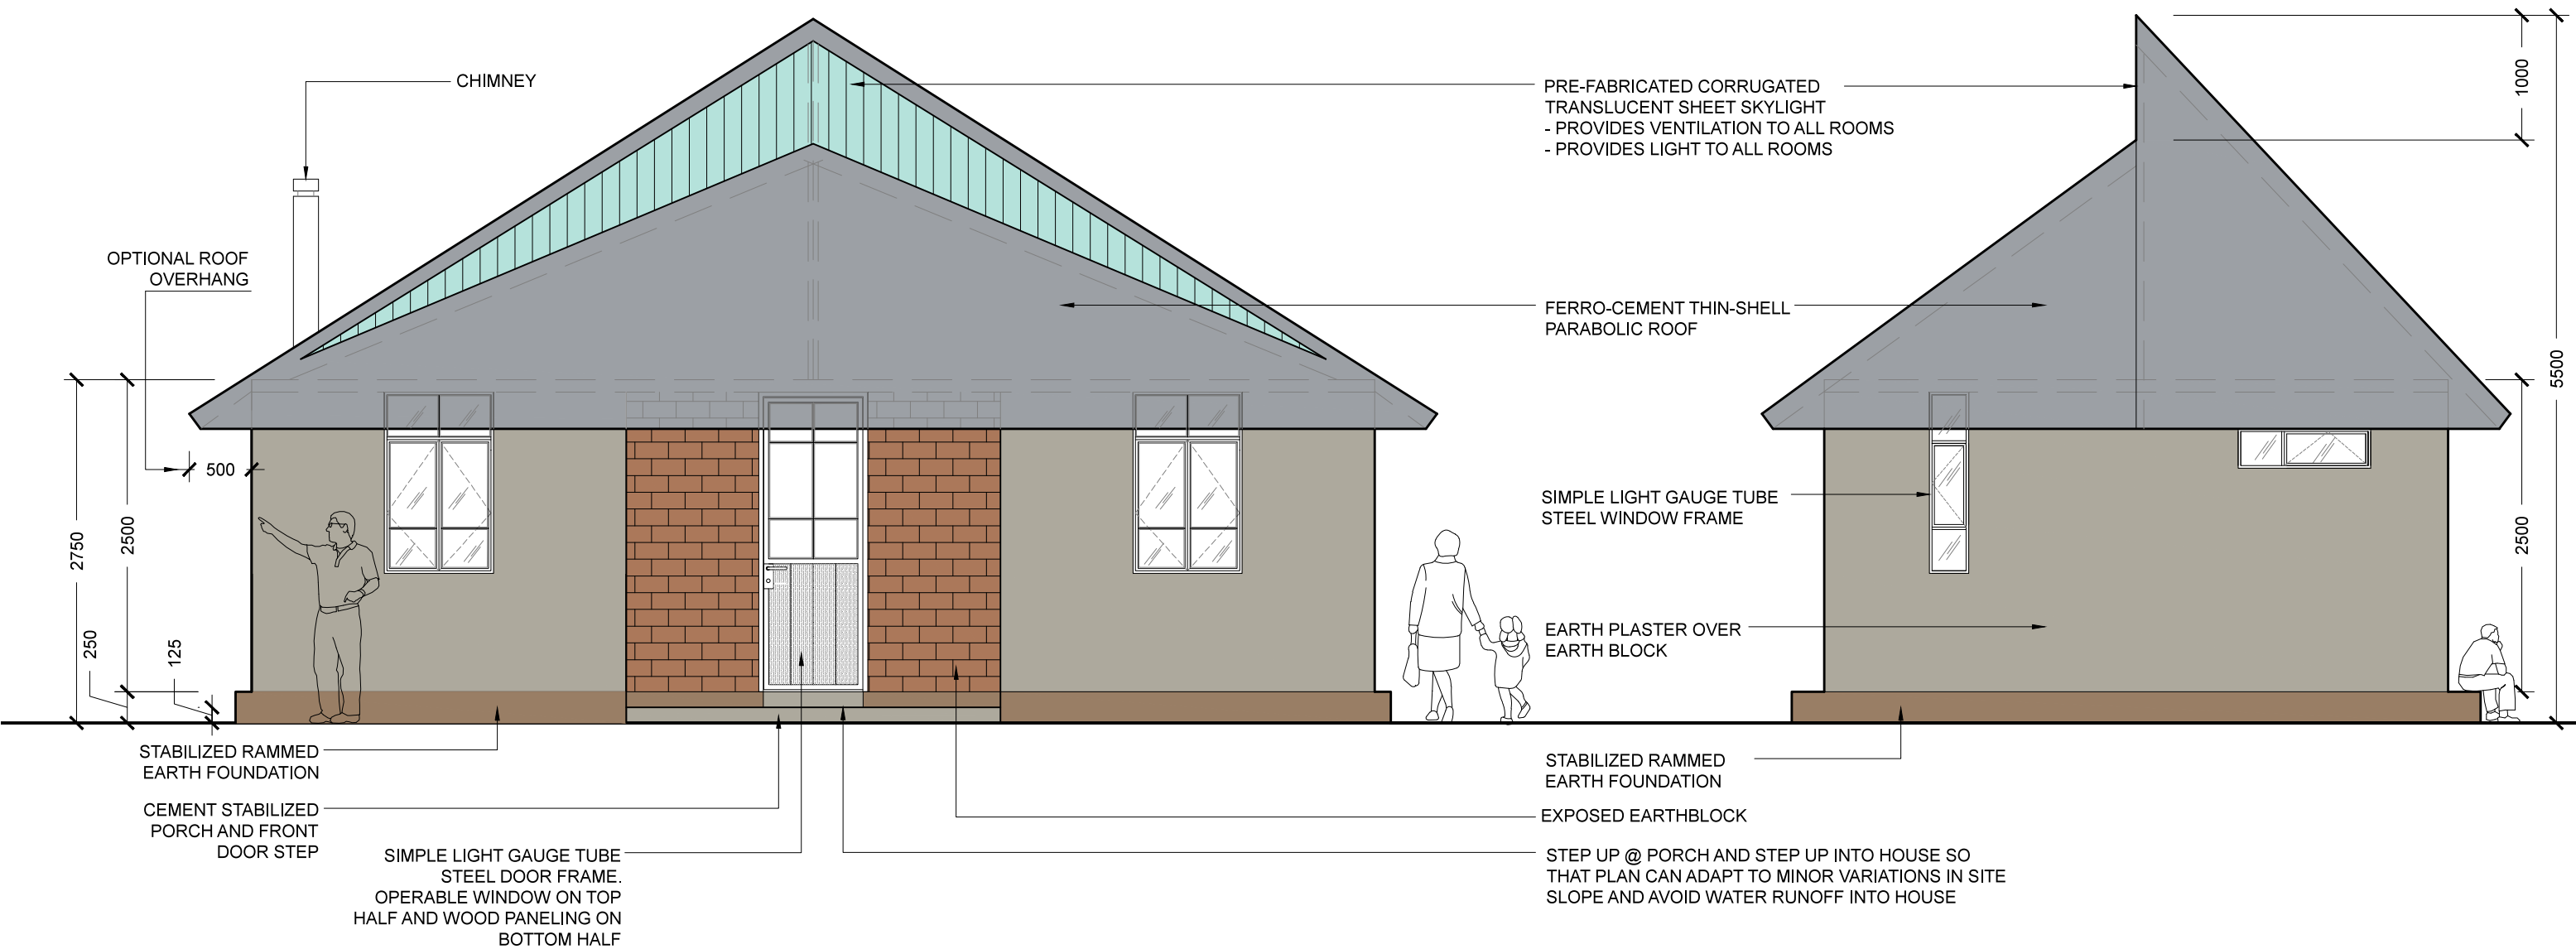 CHIMNEY
OPTIONAL ROOF
OVERHANG
500
2750
2500
250
125
STABILIZED RAMMED
EARTH FOUNDATION
CEMENT STABILIZED
PORCH AND FRONT
DOOR STEP
SIMPLE LIGHT GAUGE TUBE
STEEL DOOR FRAME.
OPERABLE WINDOW ON TOP
HALF AND WOOD PANELING ON
BOTTOM HALF
PRE-FABRICATED CORRUGATED
TRANSLUCENT SHEET SKYLIGHT
- PROVIDES VENTILATION TO ALL ROOMS
- PROVIDES LIGHT TO ALL ROOMS
FERRO-CEMENT THIN-SHELL
PARABOLIC ROOF
SIMPLE LIGHT GAUGE TUBE
STEEL WINDOW FRAME
EARTH PLASTER OVER
EARTH BLOCK
STABILIZED RAMMED
EARTH FOUNDATION
EXPOSED EARTHBLOCK
STEP UP @ PORCH AND STEP UP INTO HOUSE SO
THAT PLAN CAN ADAPT TO MINOR VARIATIONS IN SITE
SLOPE AND AVOID WATER RUNOFF INTO HOUSE
1000
5500
2500